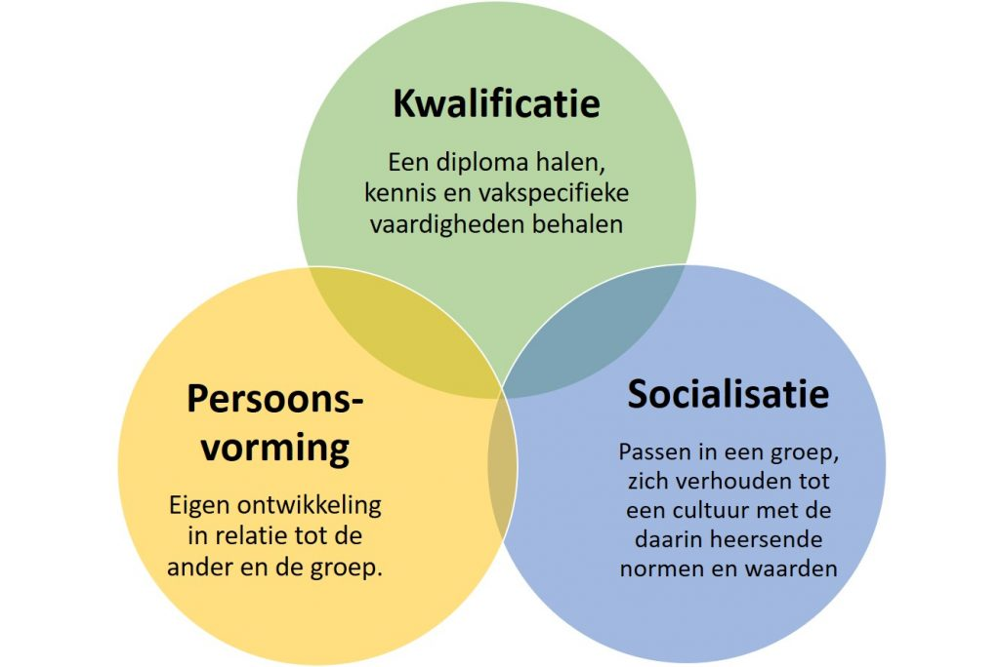 Kwalificatie
Een diploma halen,
kennis en vakspecifieke
vaardigheden behalen
Persoons-
vorming
Eigen ontwikkeling
in relatie tot de
ander en de groep.
Socialisatie
Passen in een groep,
zich verhouden tot
een cultuur met de
daarin heersende
normen en waarden